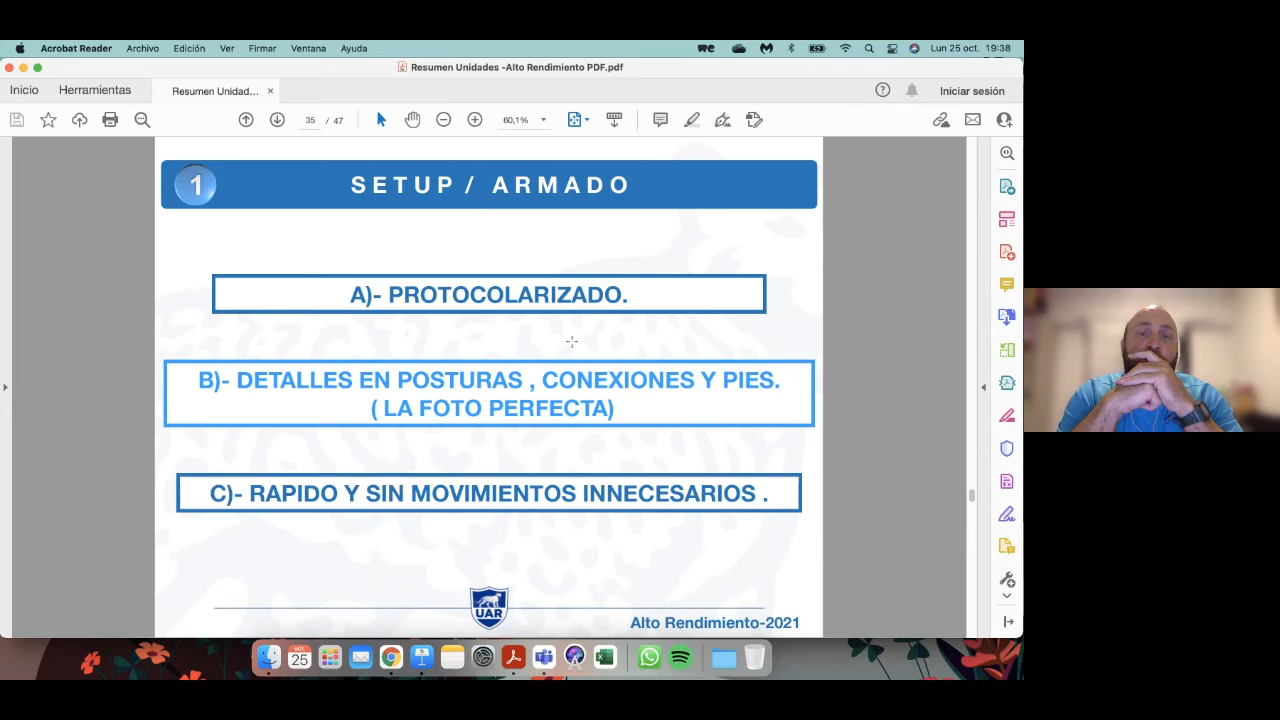 Acrobat Reader Archivo Edición Ver Firmar Ventana Ayuda Lun 25 oct. 19:38
Resumen Unidades -Alto Rendimiento PDF.pdf
Inicio Herramientas Resumen Unidad... × Iniciar sesión
35 / 47 60,1%
1 SETUP / ARMADO
A)- PROTOCOLARIZADO.
B)- DETALLES EN POSTURAS , CONEXIONES Y PIES.
( LA FOTO PERFECTA)
C)- RAPIDO Y SIN MOVIMIENTOS INNECESARIOS .
UAR
Alto Rendimiento-2021
OCT.
25